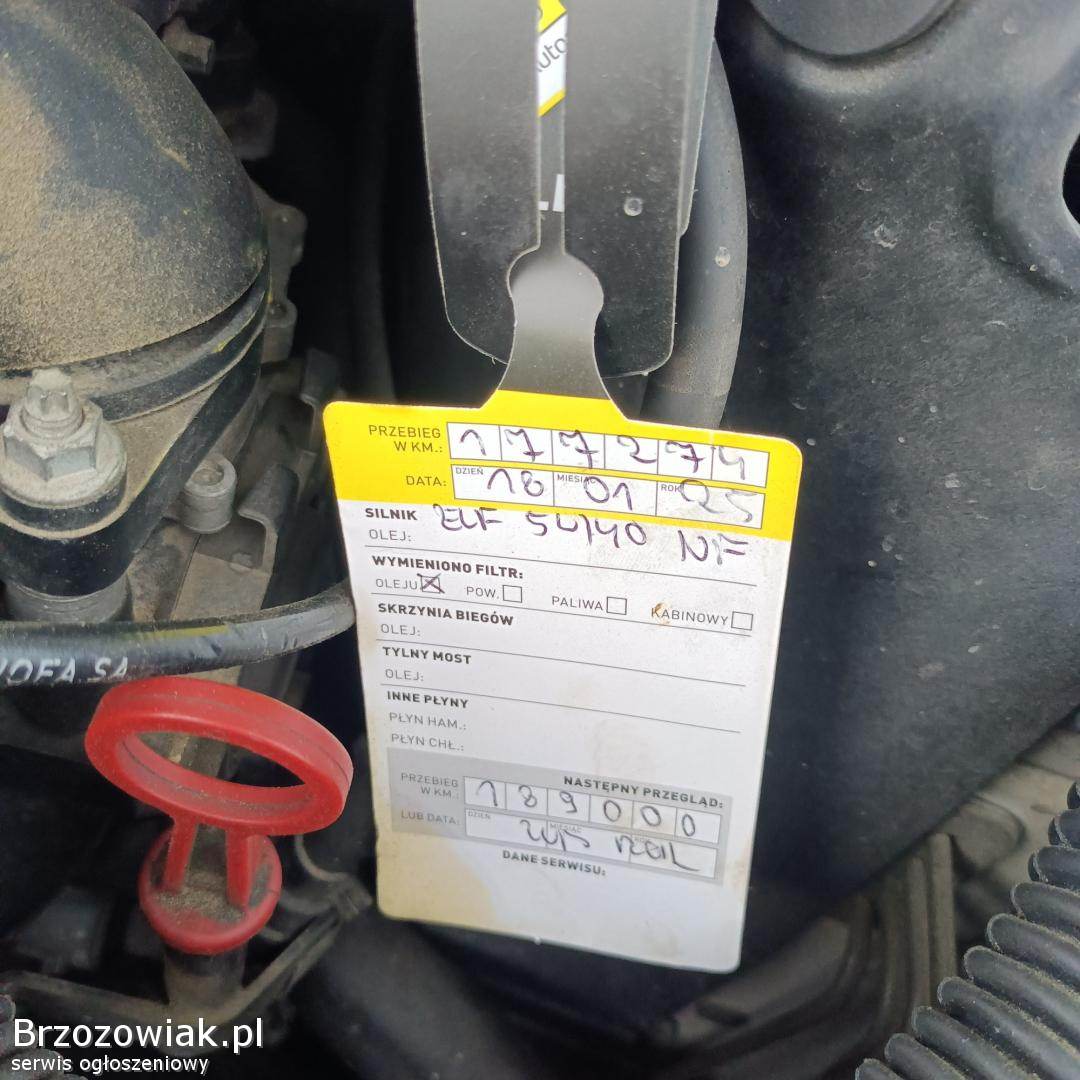 PRZEBIEG W KM.: 177274
DATA: DZIEŃ 18 MIESIĄC 01 ROK 25
SILNIK
OLEJ: ELF 5W40 NF
WYMIENIONO FILTR:
OLEJU ☒ POW. ☐ PALIWA ☐ KABINOWY ☐
SKRZYNIA BIEGÓW
OLEJ:
TYLNY MOST
OLEJ:
INNE PŁYNY
PŁYN HAM.:
PŁYN CHŁ.:
NASTĘPNY PRZEGLĄD:
PRZEBIEG W KM.: 189000
LUB DATA: DZIEŃ MIESIĄC
DANE SERWISU:
Brzozowiak.pl
serwis ogłoszeniowy